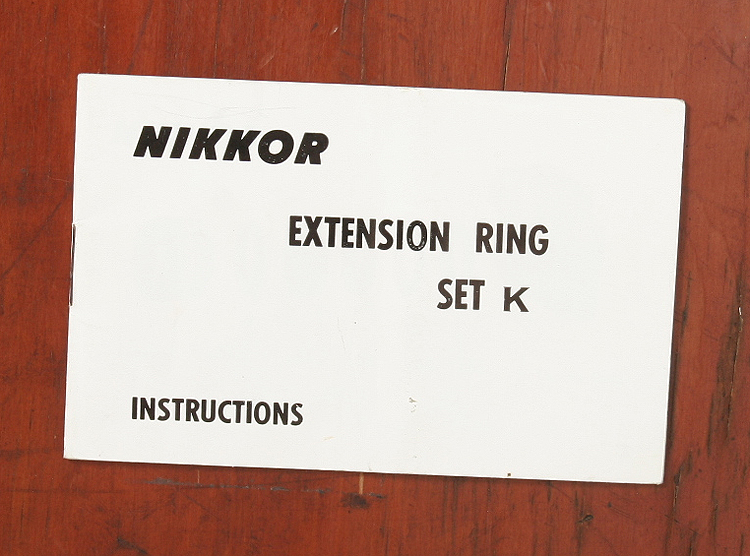 NIKKOR
EXTENSION RING
SET K
INSTRUCTIONS